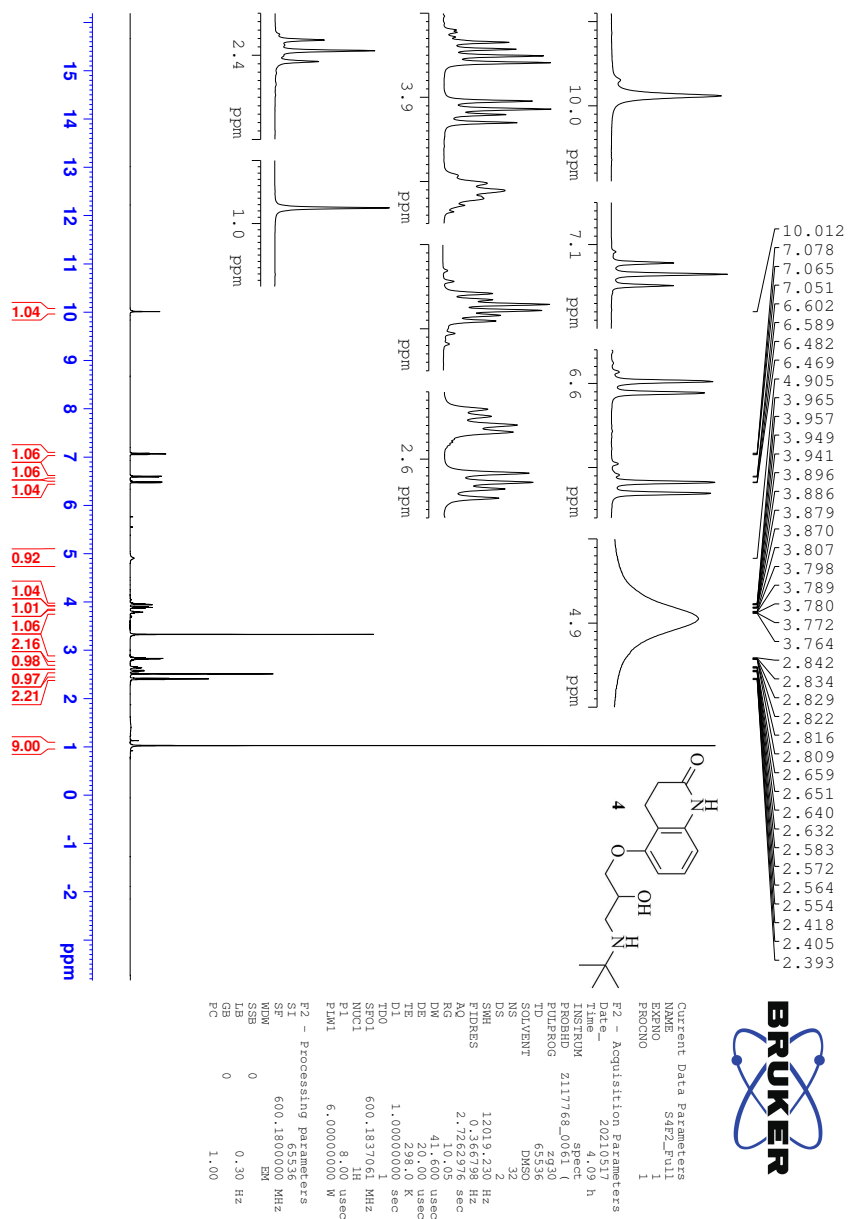 10.012
7.078
7.065
7.051
6.602
6.589
6.482
6.469
4.905
3.965
3.957
3.949
3.941
3.896
3.886
3.879
3.870
3.807
3.798
3.789
3.780
3.772
3.764
2.842
2.834
2.829
2.822
2.816
2.809
2.659
2.651
2.640
2.632
2.583
2.572
2.564
2.554
2.418
2.405
2.393
10.0 ppm
7.1 ppm
6.6
4.9 ppm
3.9 ppm
ppm
2.6 ppm
2.4 ppm
1.0 ppm
O
H
N
O
OH
H
N
4
15 14 13 12 11 10 9 8 7 6 5 4 3 2 1 0 -1 -2 ppm
1.04
1.06
1.06
1.04
0.92
1.04
1.01
1.06
2.16
0.98
0.97
2.21
9.00
BRUKER
Current Data Parameters
NAME S4F2_Full
EXPNO 1
PROCNO 1
F2 - Acquisition Parameters
Date_ 20210517
Time 4.09 h
INSTRUM spect
PROBHD Z117768_0061 (
PULPROG zg30
TD 65536
SOLVENT DMSO
NS 32
DS 2
SWH 12019.230 Hz
FIDRES 0.366798 Hz
AQ 2.7262976 sec
RG 10.05
DW 41.600 usec
DE 20.00 usec
TE 298.0 K
D1 1.00000000 sec
TD0 1
SFO1 600.1837061 MHz
NUC1 1H
P1 8.00 usec
PLW1 6.00000000 W
F2 - Processing parameters
SI 65536
SF 600.1800000 MHz
WDW EM
SSB 0
LB 0.30 Hz
GB 0
PC 1.00